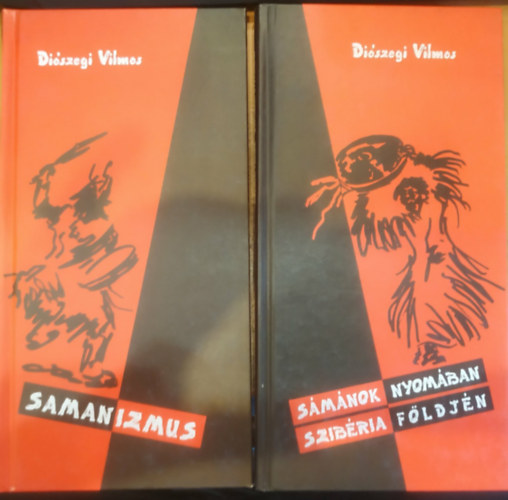 Diószegi Vilmos
SAMANIZMUS
Diószegi Vilmos
SÁMÁNOK NYOMÁBAN
SZIBÉRIA FÖLDJÉN